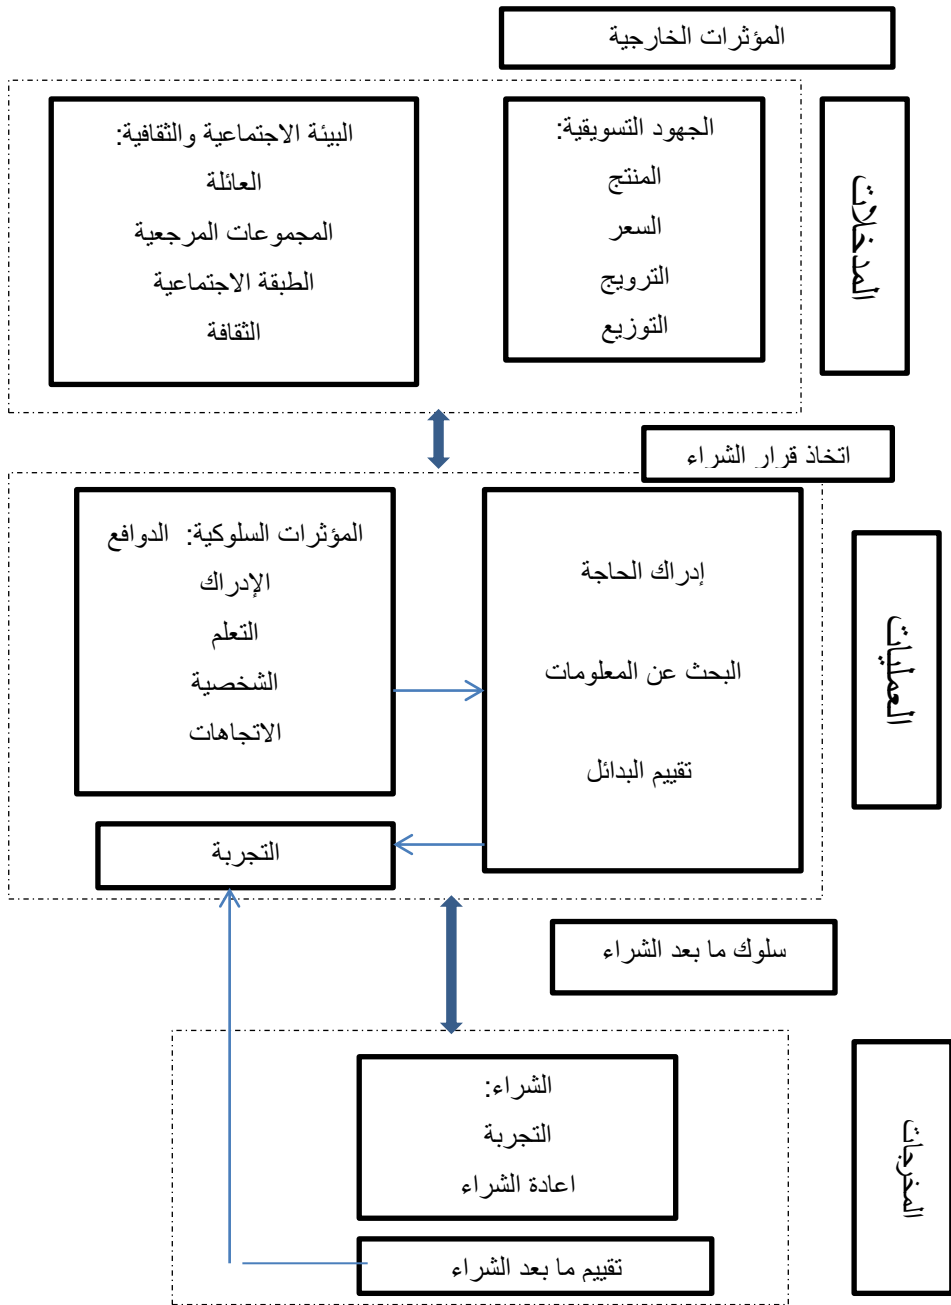 المؤثرات الخارجية
المدخلات
الجهود التسويقية:
المنتج
السعر
الترويج
التوزيع
البيئة الاجتماعية والثقافية:
العائلة
المجموعات المرجعية
الطبقة الاجتماعية
الثقافة
اتخاذ قرار الشراء
العمليات
إدراك الحاجة
البحث عن المعلومات
تقييم البدائل
المؤثرات السلوكية: الدوافع
الإدراك
التعلم
الشخصية
الاتجاهات
التجربة
سلوك ما بعد الشراء
المخرجات
الشراء:
التجربة
اعادة الشراء
تقييم ما بعد الشراء